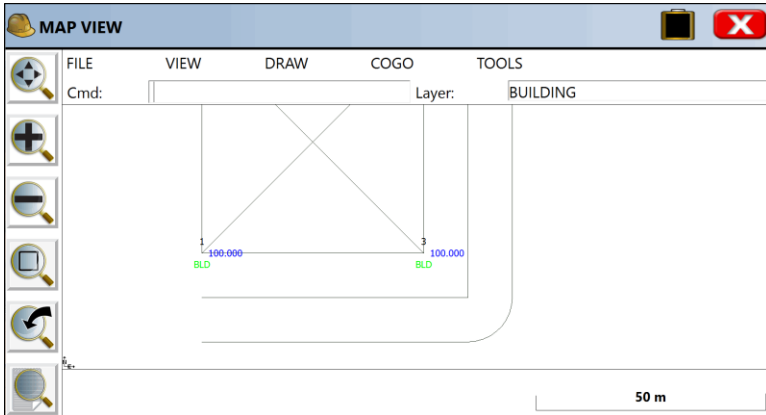 MAP VIEW
FILE VIEW DRAW COGO TOOLS
Cmd: Layer: BUILDING
1 3
100.000 100.000
BLD BLD
50 m